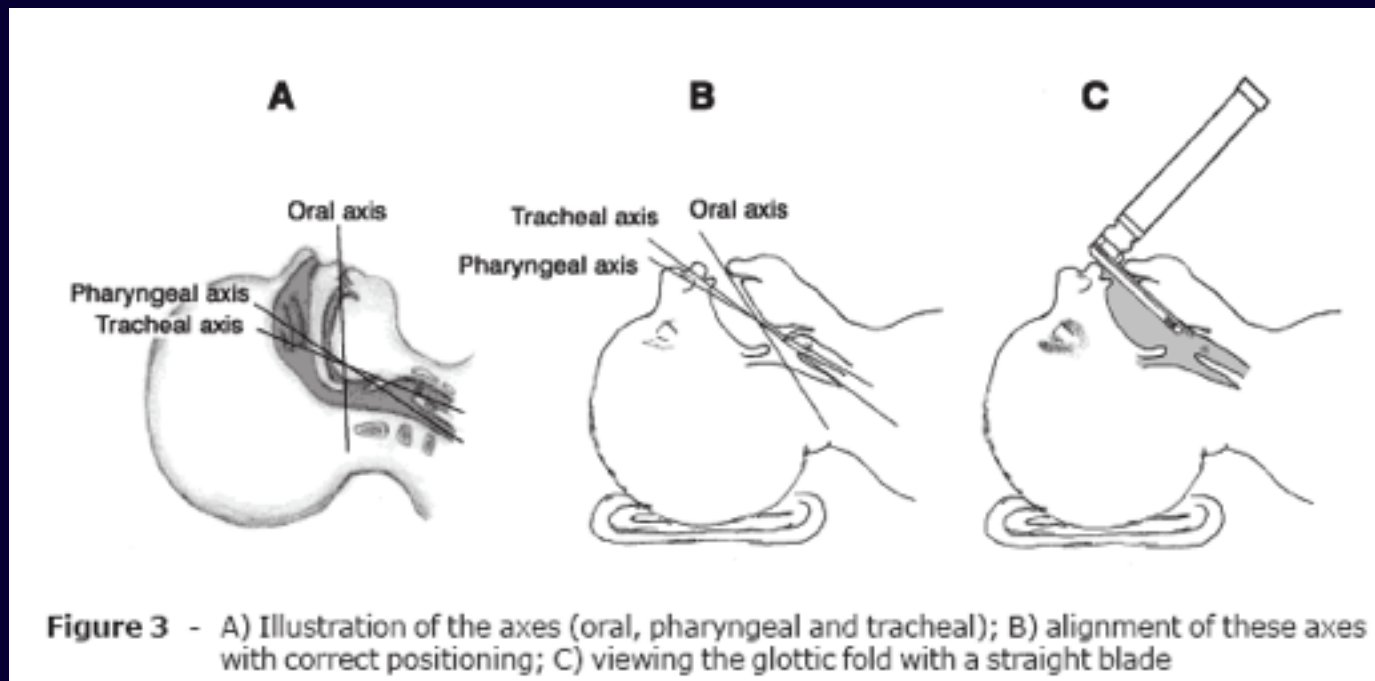 A
B
C
Oral axis
Pharyngeal axis
Tracheal axis
Tracheal axis
Oral axis
Pharyngeal axis
Figure 3 - A) Illustration of the axes (oral, pharyngeal and tracheal); B) alignment of these axes
with correct positioning; C) viewing the glottic fold with a straight blade